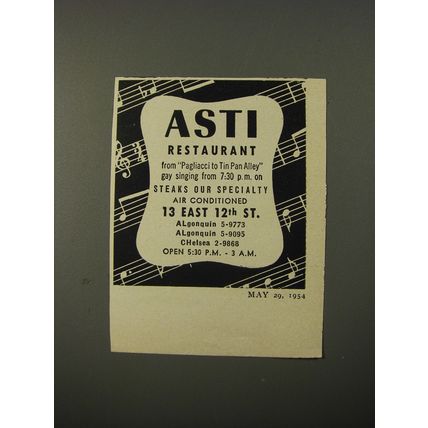 ASTI
RESTAURANT
from "Pagliacci to Tin Pan Alley"
gay singing from 7:30 p.m. on
STEAKS OUR SPECIALTY
AIR CONDITIONED
13 EAST 12th ST.
ALgonquin 5-9773
ALgonquin 5-9095
CHelsea 2-9868
OPEN 5:30 P.M. - 3 A.M.
MAY 29, 1954